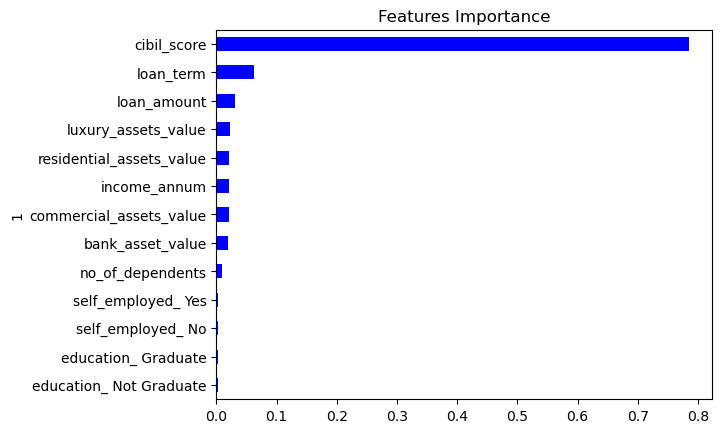 Features Importance
cibil_score
loan_term
loan_amount
luxury_assets_value
residential_assets_value
income_annum
commercial_assets_value
bank_asset_value
no_of_dependents
self_employed_ Yes
self_employed_ No
education_ Graduate
education_ Not Graduate
1
0.0 0.1 0.2 0.3 0.4 0.5 0.6 0.7 0.8